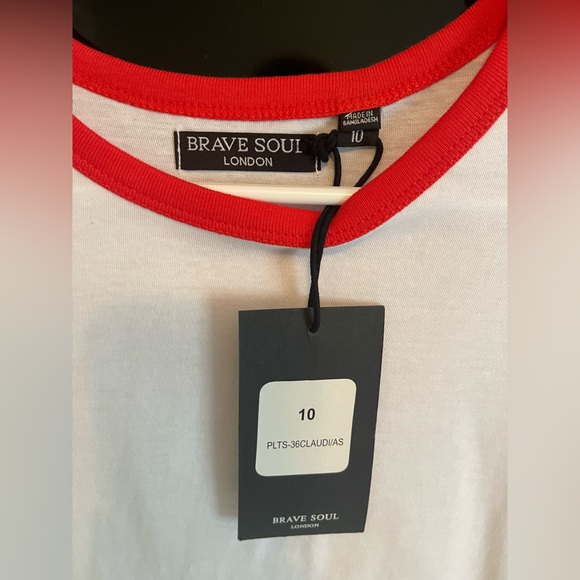 BRAVE SOUL
LONDON
MADE IN
BANGLADESH
10
10
PLTS-36CLAUDI/AS
BRAVE SOUL
LONDON